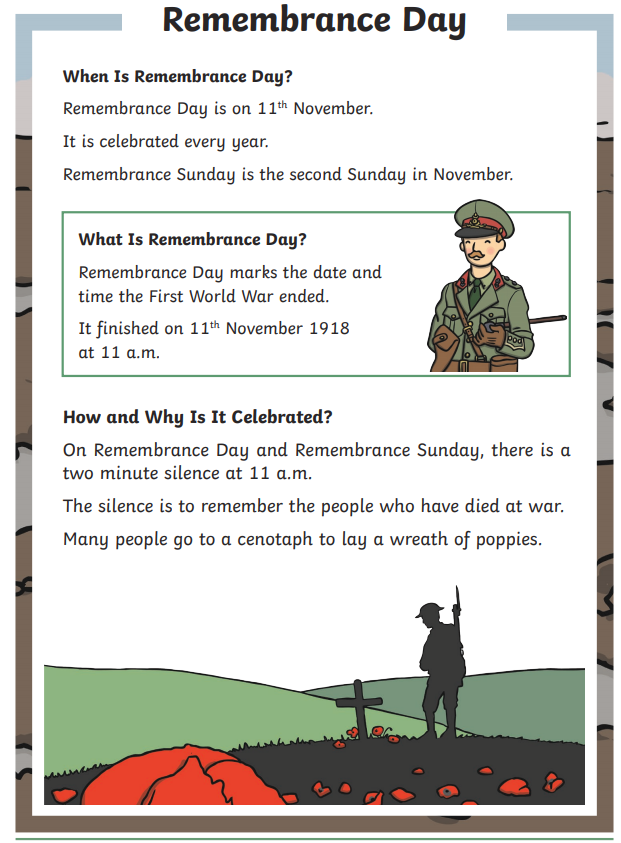 Remembrance Day
When Is Remembrance Day?
Remembrance Day is on 11th November.
It is celebrated every year.
Remembrance Sunday is the second Sunday in November.
What Is Remembrance Day?
Remembrance Day marks the date and
time the First World War ended.
It finished on 11th November 1918
at 11 a.m.
How and Why Is It Celebrated?
On Remembrance Day and Remembrance Sunday, there is a
two minute silence at 11 a.m.
The silence is to remember the people who have died at war.
Many people go to a cenotaph to lay a wreath of poppies.